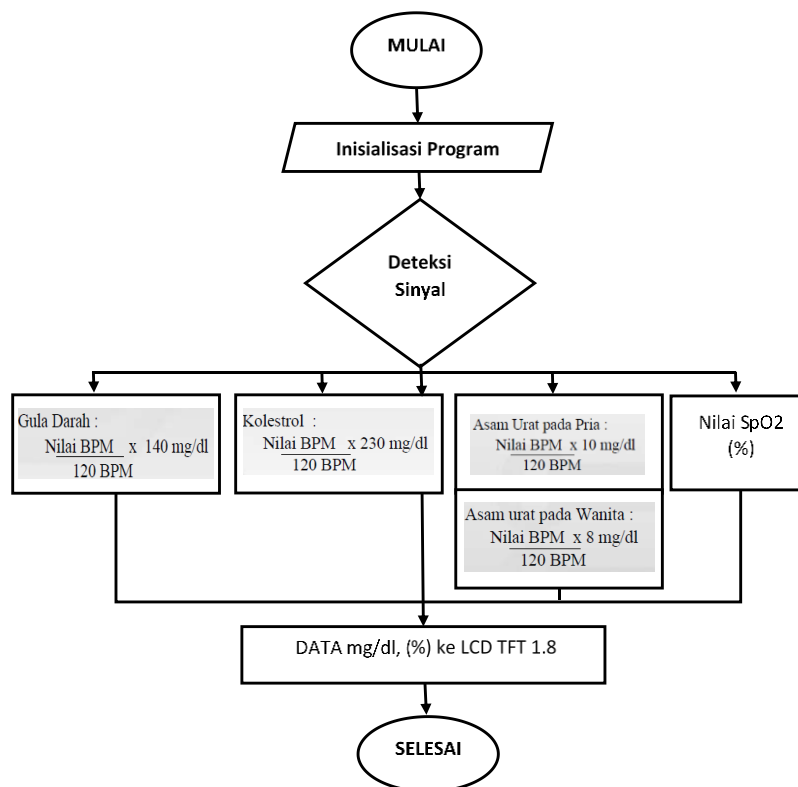 MULAI
Inisialisasi Program
Deteksi
Sinyal
Gula Darah :
Nilai BPM x 140 mg/dl
120 BPM
Kolestrol :
Nilai BPM x 230 mg/dl
120 BPM
Asam Urat pada Pria :
Nilai BPM x 10 mg/dl
120 BPM
Asam urat pada Wanita :
Nilai BPM x 8 mg/dl
120 BPM
Nilai SpO2
(%)
DATA mg/dl, (%) ke LCD TFT 1.8
SELESAI